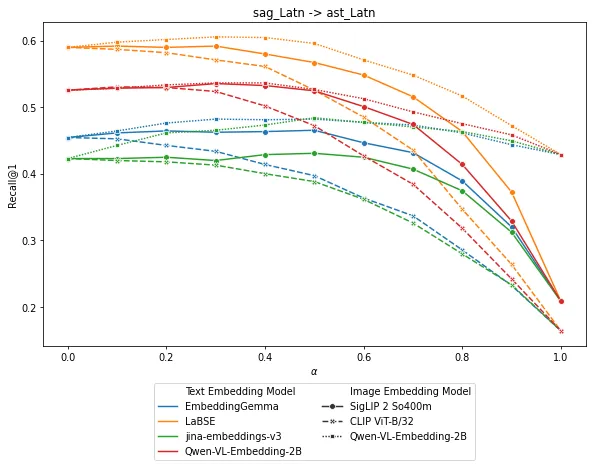 sag_Latn -> ast_Latn
0.6
0.5
0.4
0.3
0.2
Recall@1
0.0 0.2 0.4 0.6 0.8 1.0
α
Text Embedding Model Image Embedding Model
EmbeddingGemma SigLIP 2 So400m
LaBSE CLIP ViT-B/32
jina-embeddings-v3 Qwen-VL-Embedding-2B
Qwen-VL-Embedding-2B